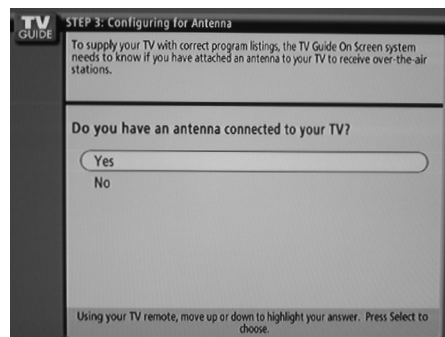 TV
GUIDE
STEP 3: Configuring for Antenna
To supply your TV with correct program listings, the TV Guide On Screen system
needs to know if you have attached an antenna to your TV to receive over-the-air
stations.
Do you have an antenna connected to your TV?
Yes
No
Using your TV remote, move up or down to highlight your answer. Press Select to
choose.